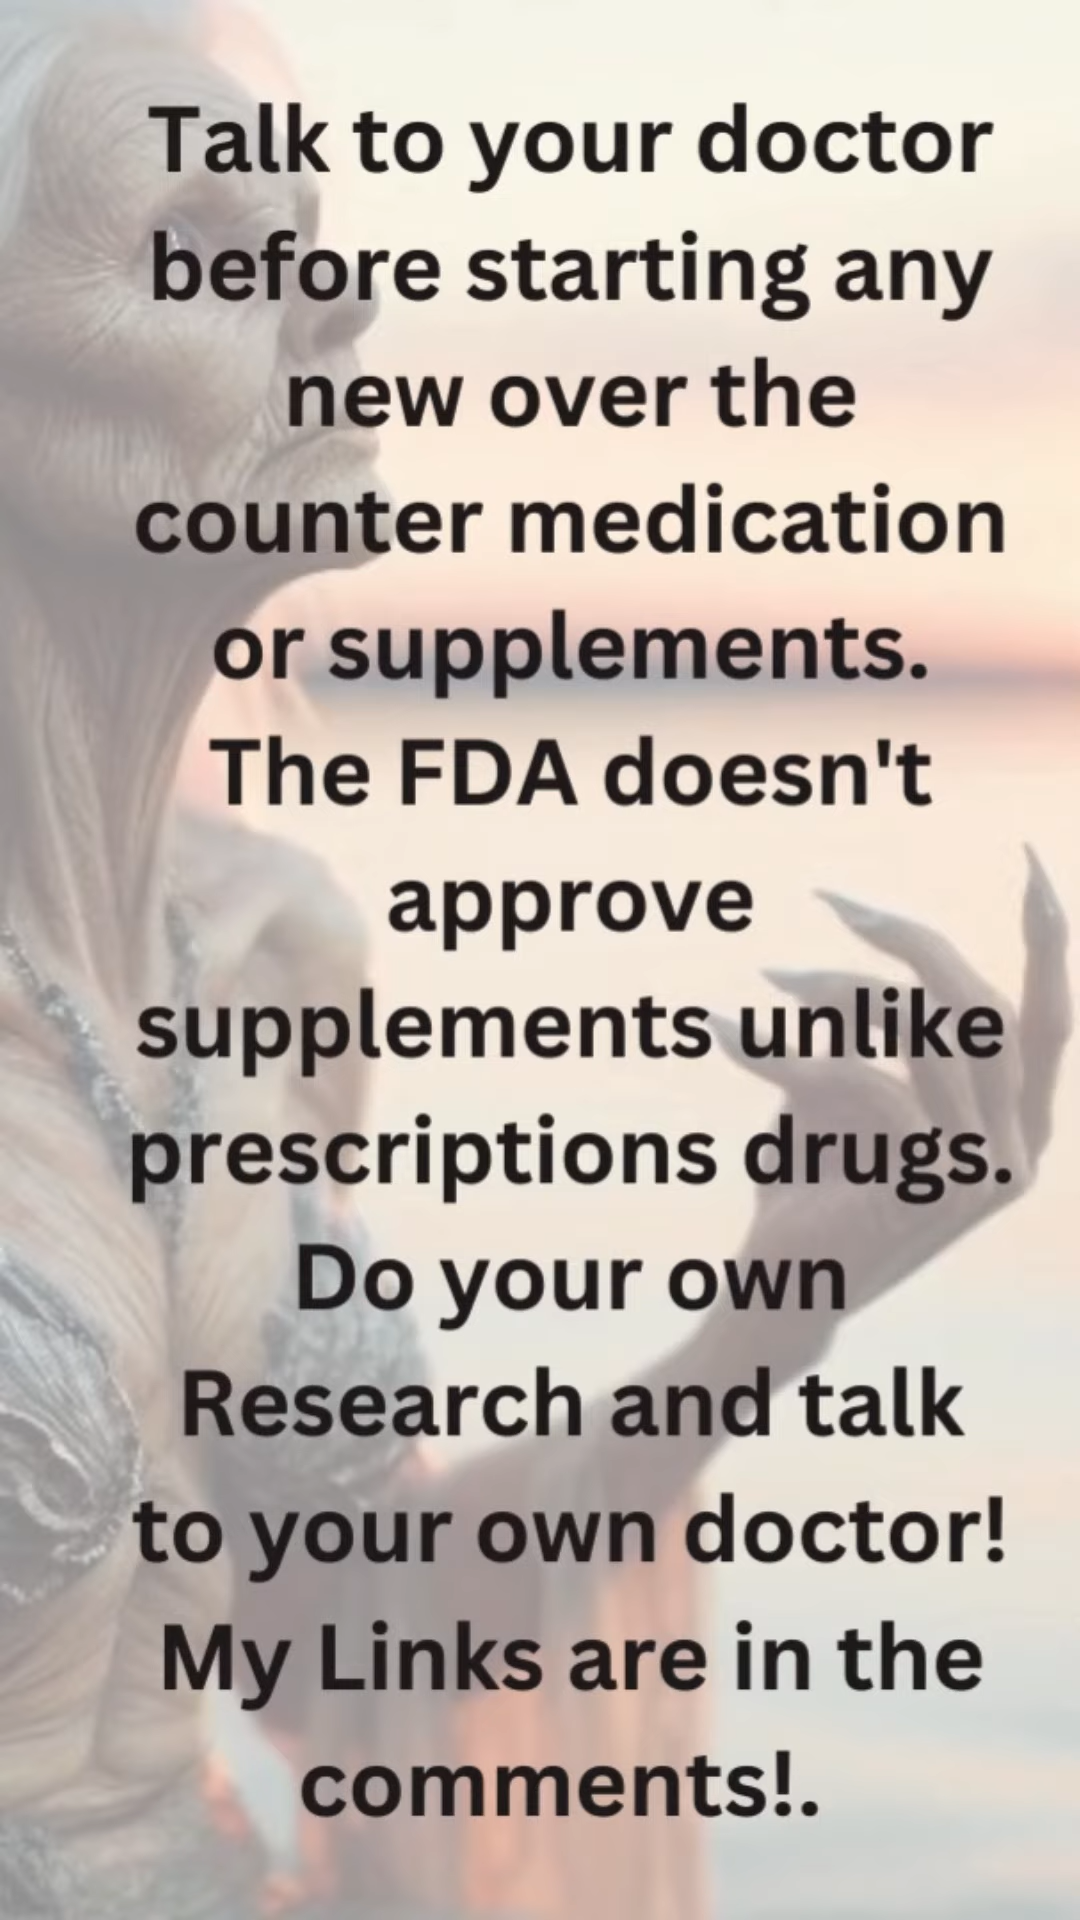 Talk to your doctor
before starting any
new over the
counter medication
or supplements.
The FDA doesn't
approve
supplements unlike
prescriptions drugs.
Do your own
Research and talk
to your own doctor!
My Links are in the
comments!.